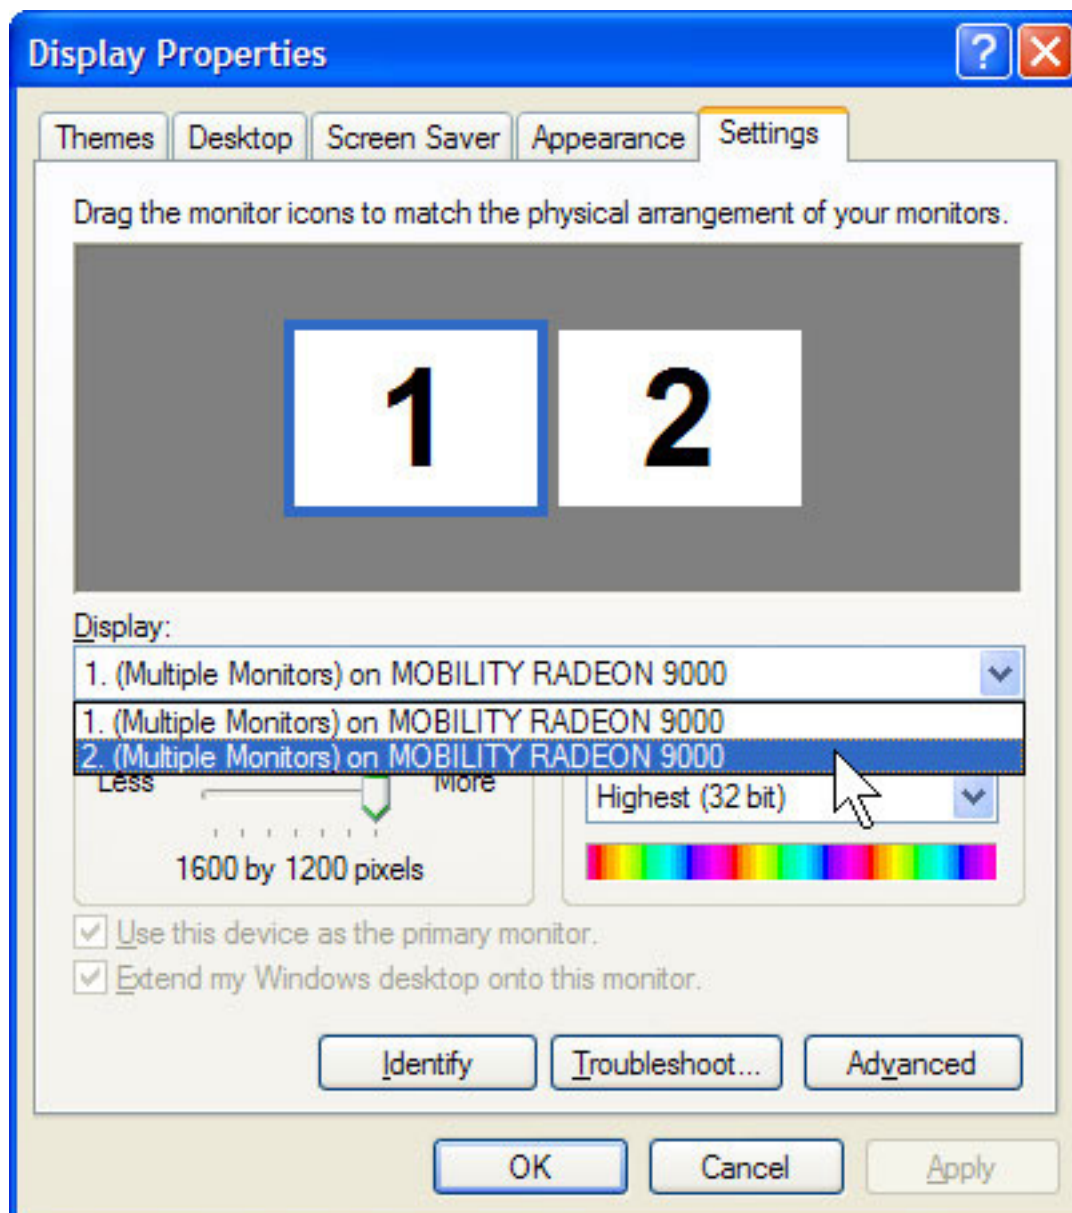 Display Properties
Themes Desktop Screen Saver Appearance Settings
Drag the monitor icons to match the physical arrangement of your monitors.
1 2
Display:
1. (Multiple Monitors) on MOBILITY RADEON 9000
1. (Multiple Monitors) on MOBILITY RADEON 9000
2. (Multiple Monitors) on MOBILITY RADEON 9000
Less More Highest (32 bit)
1600 by 1200 pixels
Use this device as the primary monitor.
Extend my Windows desktop onto this monitor.
Identify Troubleshoot... Advanced
OK Cancel Apply